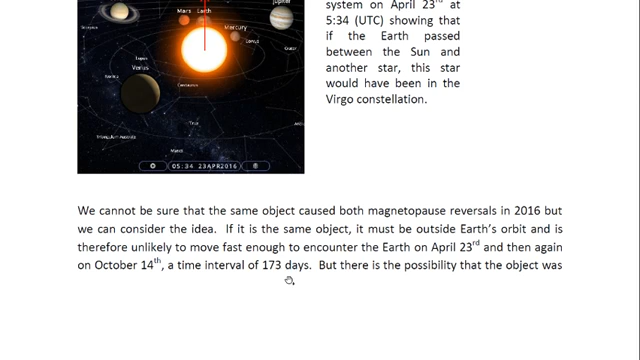 Jupiter
Mars
Earth
Mercury
Venus
05:34 23APR2016
system on April 23rd at
5:34 (UTC) showing that
if the Earth passed
between the Sun and
another star, this star
would have been in the
Virgo constellation.
We cannot be sure that the same object caused both magnetopause reversals in 2016 but
we can consider the idea. If it is the same object, it must be outside Earth's orbit and is
therefore unlikely to move fast enough to encounter the Earth on April 23rd and then again
on October 14th, a time interval of 173 days. But there is the possibility that the object was